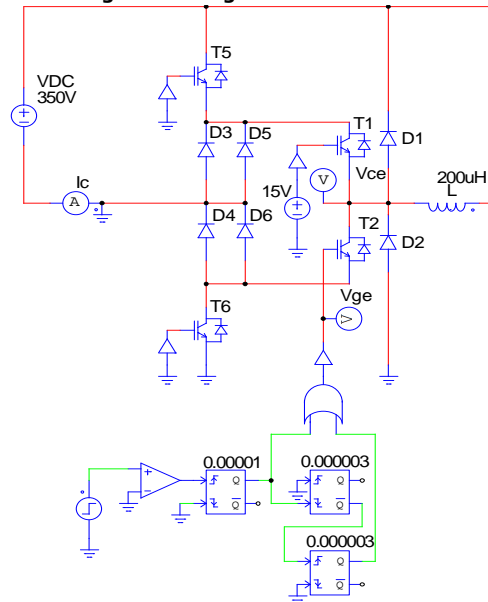 T5
VDC
350V
D3
D5
T1
D1
Ic
A
15V
V
Vce
200uH
L
D4
D6
T2
D2
Vge
V
T6
0.00001
0.000003
Q
Q
Q
Q
0.000003
Q
Q